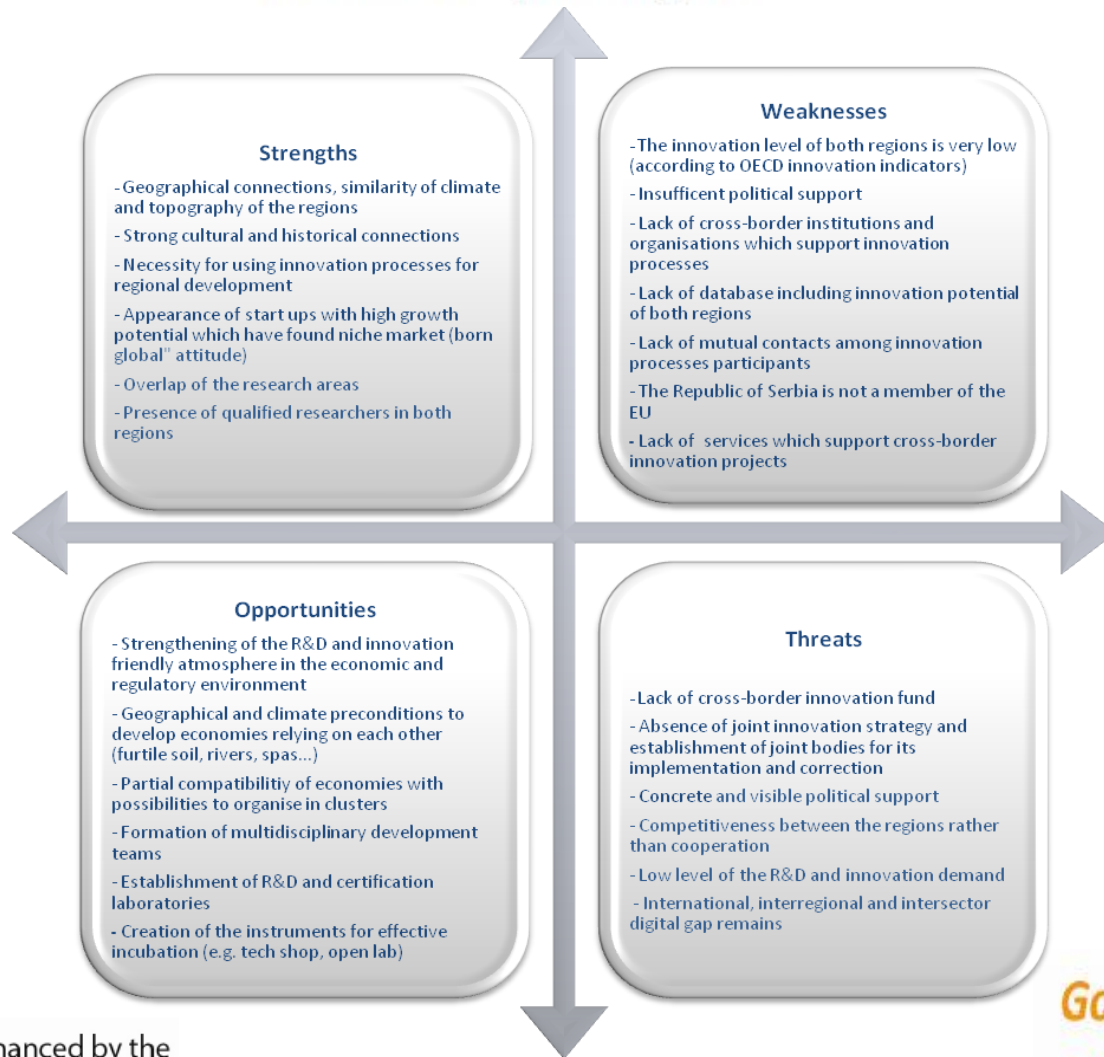 Strengths
- Geographical connections, similarity of climate
and topography of the regions
- Strong cultural and historical connections
- Necessity for using innovation processes for
regional development
- Appearance of start ups with high growth
potential which have found niche market (born
global" attitude)
- Overlap of the research areas
- Presence of qualified researchers in both
regions
Weaknesses
- The innovation level of both regions is very low
(according to OECD innovation indicators)
- Insufficent political support
- Lack of cross-border institutions and
organisations which support innovation
processes
- Lack of database including innovation potential
of both regions
- Lack of mutual contacts among innovation
processes participants
- The Republic of Serbia is not a member of the
EU
- Lack of services which support cross-border
innovation projects
Opportunities
- Strengthening of the R&D and innovation
friendly atmosphere in the economic and
regulatory environment
- Geographical and climate preconditions to
develop economies relying on each other
(furtile soil, rivers, spas...)
- Partial compatibilitiy of economies with
possibilities to organise in clusters
- Formation of multidisciplinary development
teams
- Establishment of R&D and certification
laboratories
- Creation of the instruments for effective
incubation (e.g. tech shop, open lab)
Threats
- Lack of cross-border innovation fund
- Absence of joint innovation strategy and
establishment of joint bodies for its
implementation and correction
- Concrete and visible political support
- Competitiveness between the regions rather
than cooperation
- Low level of the R&D and innovation demand
- International, interregional and intersector
digital gap remains
by the